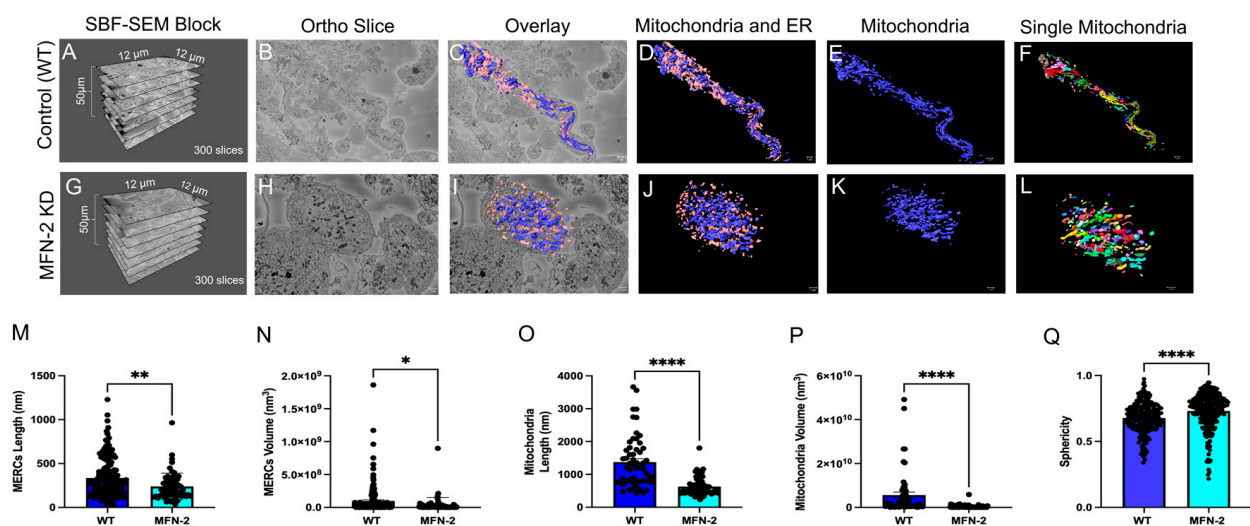 SBF-SEM Block
Ortho Slice
Overlay
Mitochondria and ER
Mitochondria
Single Mitochondria
Control (WT)
A
12 µm
12 µm
50µm
300 slices
B
C
D
E
F
MFN-2 KD
G
12 µm
12 µm
50µm
300 slices
H
I
J
K
L
M
MERCs Length (nm)
1500
1000
500
0
**
WT
MFN-2
N
MERCs Volume (nm³)
2.0×10⁹
1.5×10⁹
1.0×10⁹
5.0×10⁸
0.0
*
WT
MFN-2
O
Mitochondria
Length (nm)
4000
3000
2000
1000
0
****
WT
MFN-2
P
Mitochondria Volume (nm³)
6×10¹⁰
4×10¹⁰
2×10¹⁰
0
****
WT
MFN-2
Q
Sphericity
1.0
0.5
0.0
****
WT
MFN-2